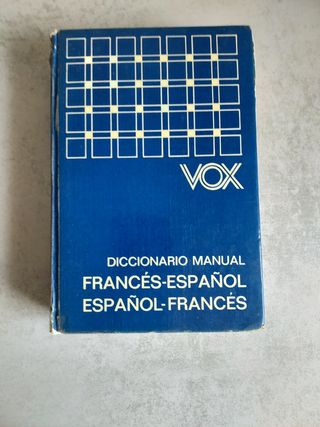 VOX
DICCIONARIO MANUAL
FRANCÉS-ESPAÑOL
ESPAÑOL-FRANCÉS